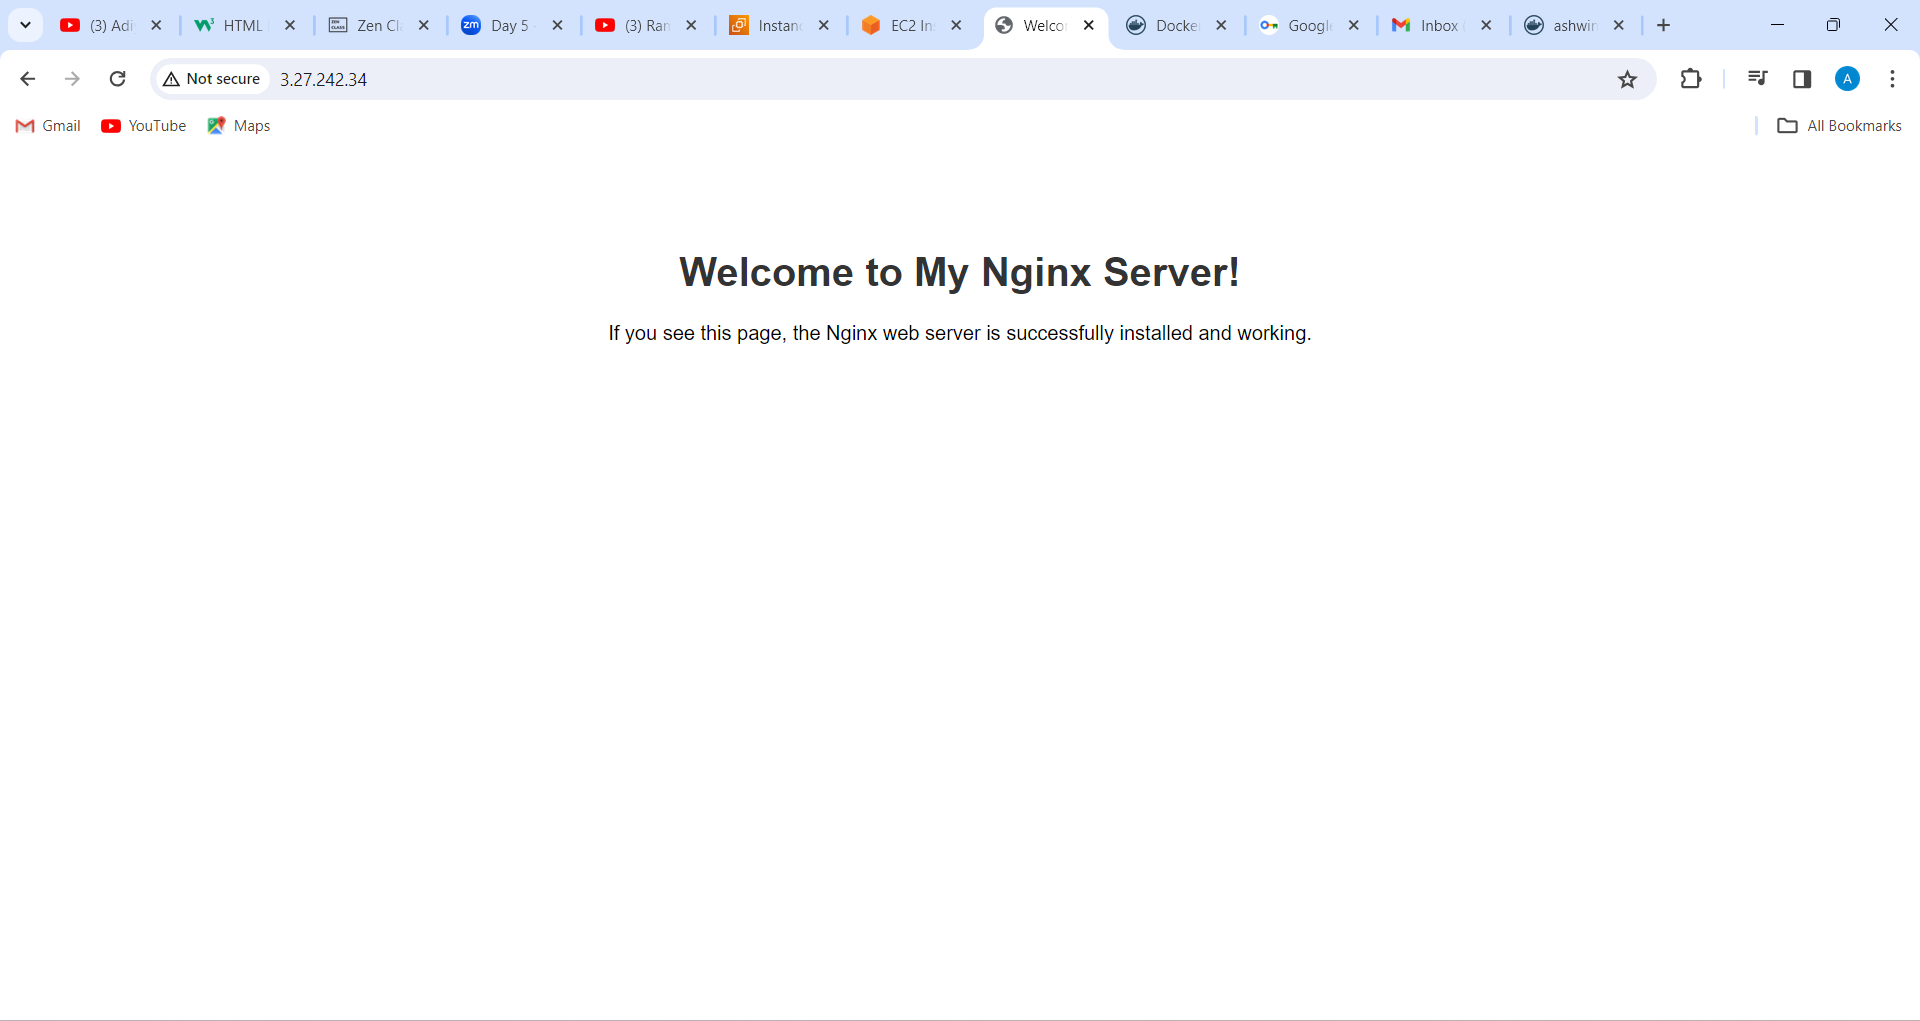 (3) Adi
HTML
Zen Cl
Day 5 -
(3) Ran
Instanc
EC2 In
Welco
Docke
Google
Inbox (
ashwin
Not secure
3.27.242.34
A
Gmail
YouTube
Maps
All Bookmarks
Welcome to My Nginx Server!
If you see this page, the Nginx web server is successfully installed and working.